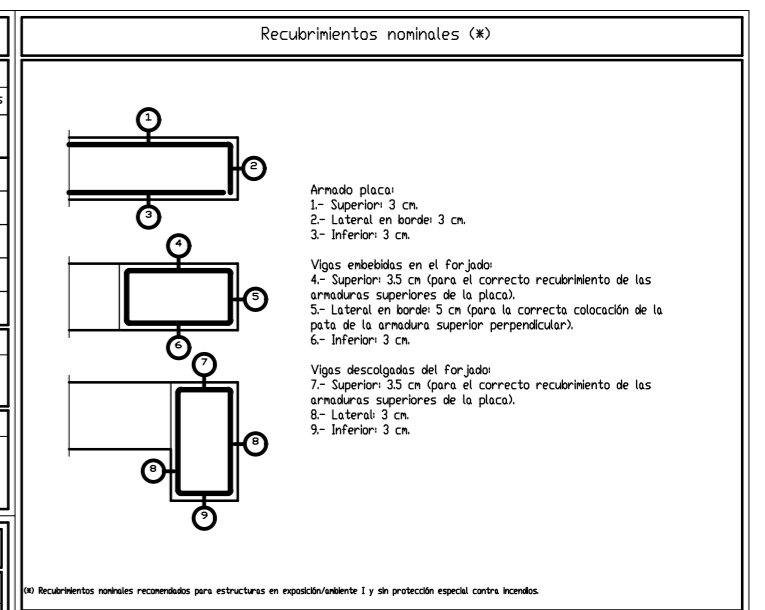 Recubrimientos nominales (*)
s
1
2
3
4
5
6
7
8
8
9
Armado placa:
1.- Superior: 3 cm.
2.- Lateral en borde: 3 cm.
3.- Inferior: 3 cm.
Vigas embebidas en el forjado:
4.- Superior: 3.5 cm (para el correcto recubrimiento de las
armaduras superiores de la placa).
5.- Lateral en borde: 5 cm (para la correcta colocación de la
pata de la armadura superior perpendicular).
6.- Inferior: 3 cm.
Vigas descolgadas del forjado:
7.- Superior: 3.5 cm (para el correcto recubrimiento de las
armaduras superiores de la placa).
8.- Lateral: 3 cm.
9.- Inferior: 3 cm.
(*) Recubrimientos nominales recomendados para estructuras en exposición/ambiente I y sin protección especial contra incendios.